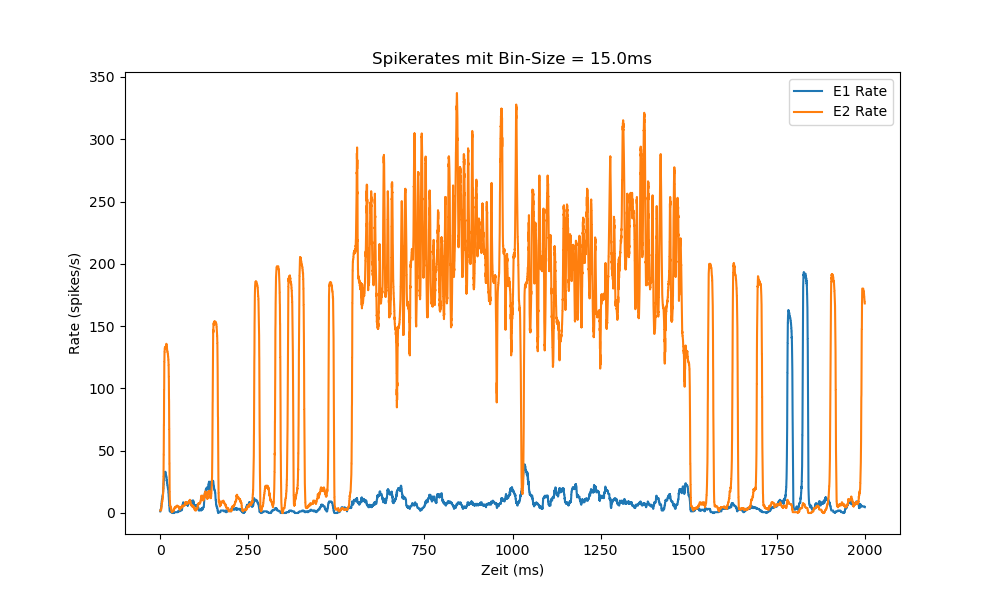 Spikerates mit Bin-Size = 15.0ms
E1 Rate
E2 Rate
350
300
250
200
150
100
50
0
Rate (spikes/s)
0 250 500 750 1000 1250 1500 1750 2000
Zeit (ms)